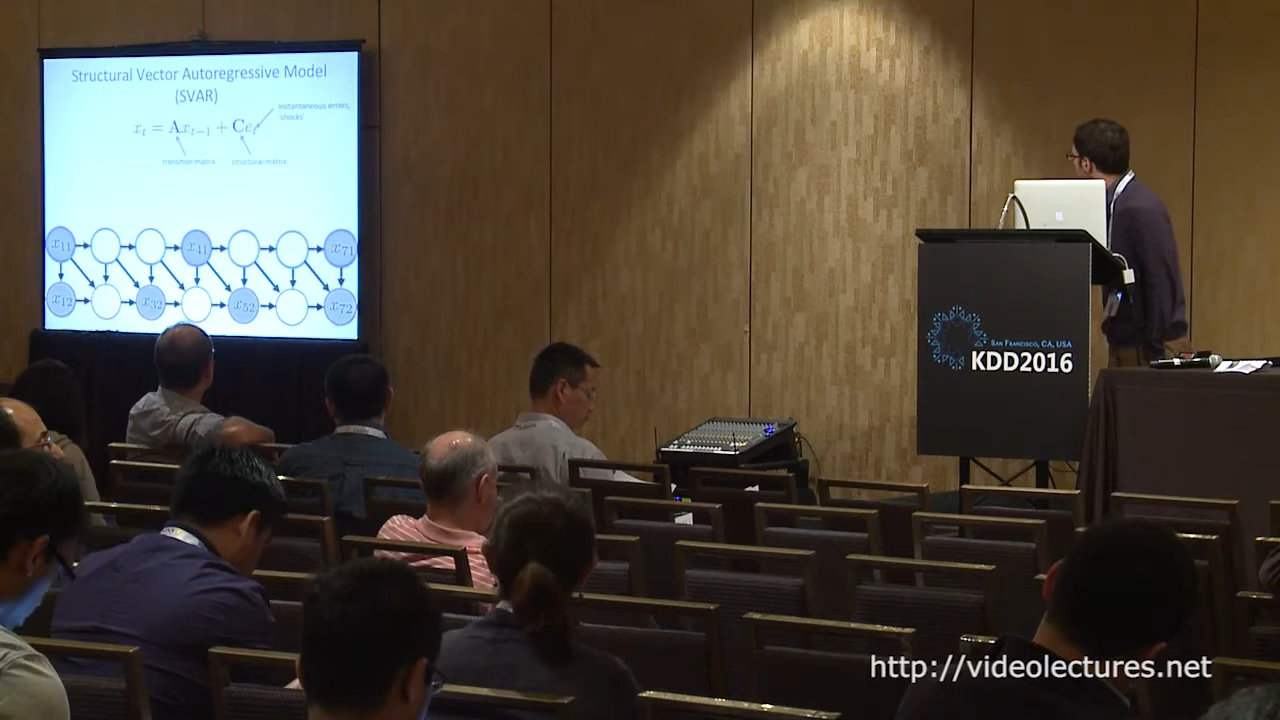 Structural Vector Autoregressive Model
(SVAR)
instantaneous errors,
'shocks'
x_t = Ax_{t-1} + Ce_t
transition matrix structural matrix
x_{11} x_{41} x_{71}
x_{12} x_{32} x_{52} x_{72}
SAN FRANCISCO, CA, USA
KDD2016
http://videolectures.net